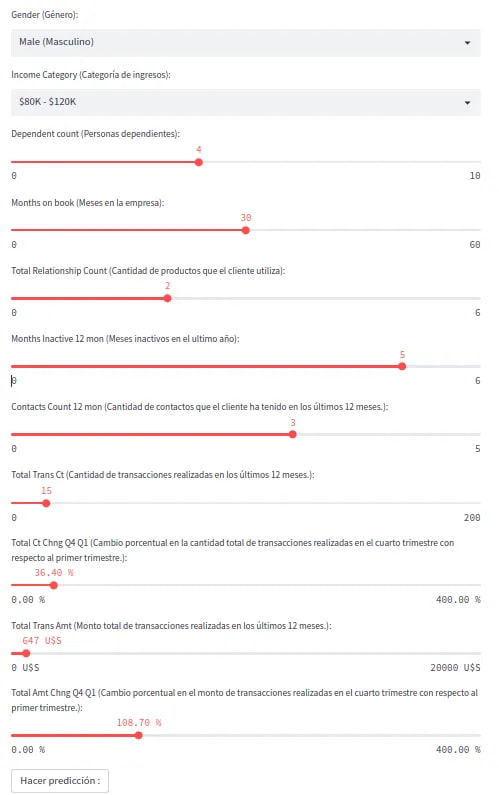 Gender (Género):
Male (Masculino)
Income Category (Categoría de ingresos):
$80K - $120K
Dependent count (Personas dependientes):
4
0 10
Months on book (Meses en la empresa):
30
0 60
Total Relationship Count (Cantidad de productos que el cliente utiliza):
2
0 6
Months Inactive 12 mon (Meses inactivos en el ultimo año):
5
0 6
Contacts Count 12 mon (Cantidad de contactos que el cliente ha tenido en los últimos 12 meses.):
3
0 5
Total Trans Ct (Cantidad de transacciones realizadas en los últimos 12 meses.):
15
0 200
Total Ct Chng Q4 Q1 (Cambio porcentual en la cantidad total de transacciones realizadas en el cuarto trimestre con
respecto al primer trimestre.):
36.40 %
0.00 % 400.00 %
Total Trans Amt (Monto total de transacciones realizadas en los últimos 12 meses.):
647 U$S
0 U$S 20000 U$S
Total Amt Chng Q4 Q1 (Cambio porcentual en el monto de transacciones realizadas en el cuarto trimestre con respecto al
primer trimestre.):
108.70 %
0.00 % 400.00 %
Hacer predicción :